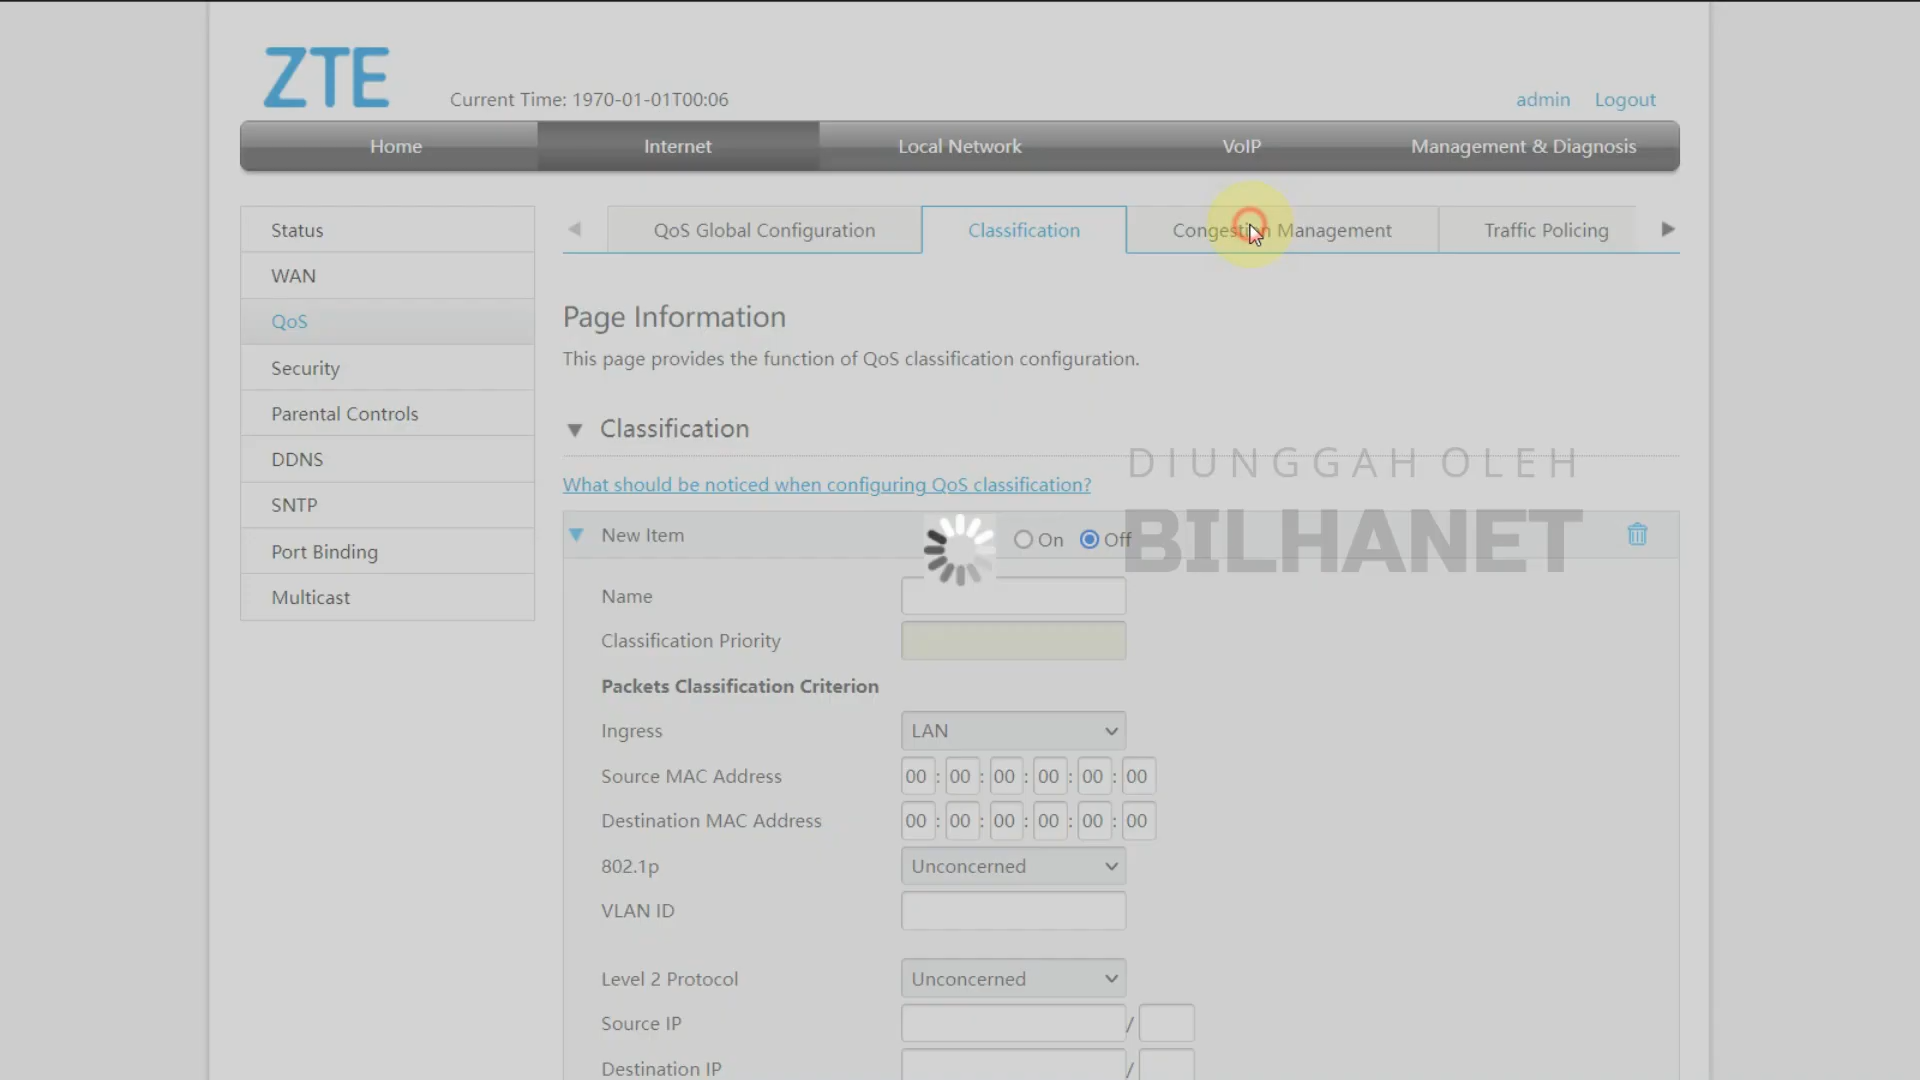 ZTE
Current Time: 1970-01-01T00:06
admin Logout
Home Internet Local Network VoIP Management & Diagnosis
Status
WAN
QoS
Security
Parental Controls
DDNS
SNTP
Port Binding
Multicast
QoS Global Configuration Classification Congestion Management Traffic Policing
Page Information
This page provides the function of QoS classification configuration.
Classification
What should be noticed when configuring QoS classification?
DIUNGGAH OLEH
BILHANET
New Item On Off
Name
Classification Priority
Packets Classification Criterion
Ingress LAN
Source MAC Address 00 : 00 : 00 : 00 : 00 : 00
Destination MAC Address 00 : 00 : 00 : 00 : 00 : 00
802.1p Unconcerned
VLAN ID
Level 2 Protocol Unconcerned
Source IP /
Destination IP /